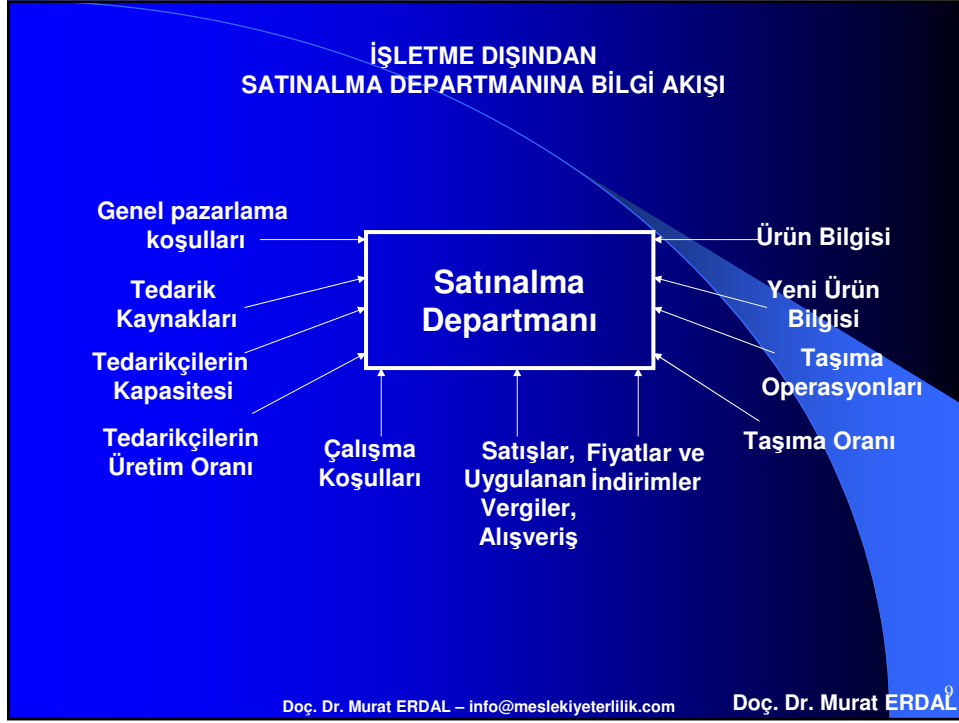 İŞLETME DIŞINDAN
SATINALMA DEPARTMANINA BİLGİ AKIŞI
Genel pazarlama
koşulları
Tedarik
Kaynakları
Tedarikçilerin
Kapasitesi
Tedarikçilerin
Üretim Oranı
Satınalma
Departmanı
Çalışma
Koşulları
Satışlar,
Uygulanan
Vergiler,
Alışveriş
Fiyatlar ve
İndirimler
Ürün Bilgisi
Yeni Ürün
Bilgisi
Taşıma
Operasyonları
Taşıma Oranı
Doç. Dr. Murat ERDAL – info@meslekiyeterlilik.com
Doç. Dr. Murat ERDAL
9